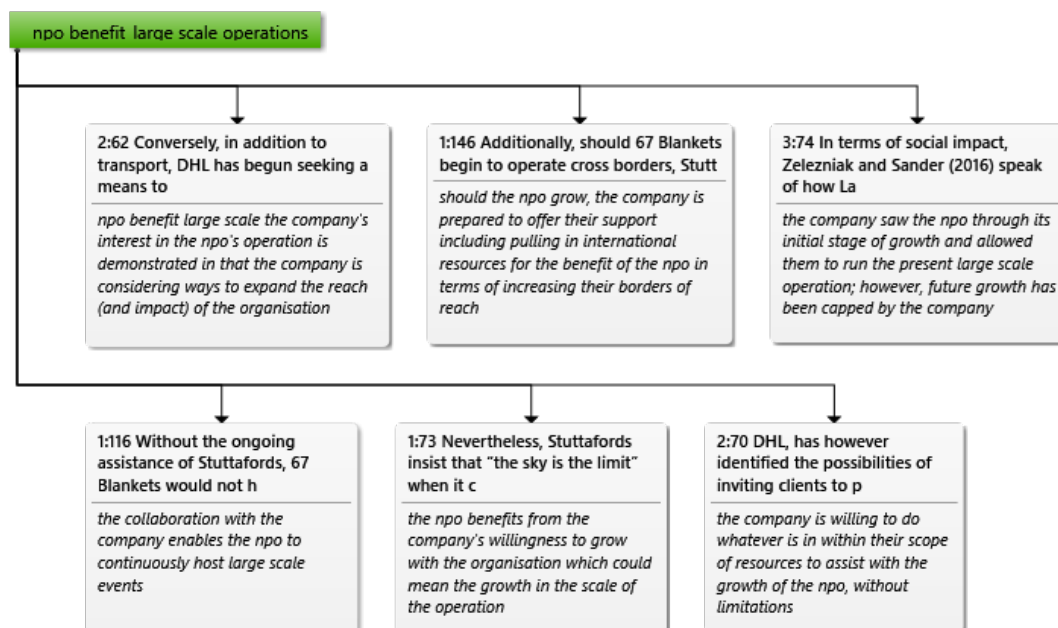 npo benefit large scale operations
2:62 Conversely, in addition to
transport, DHL has begun seeking a
means to
npo benefit large scale the company's
interest in the npo's operation is
demonstrated in that the company is
considering ways to expand the reach
(and impact) of the organisation
1:146 Additionally, should 67 Blankets
begin to operate cross borders, Stutt
should the npo grow, the company is
prepared to offer their support
including pulling in international
resources for the benefit of the npo in
terms of increasing their borders of
reach
3:74 In terms of social impact,
Zelezniak and Sander (2016) speak
of how La
the company saw the npo through its
initial stage of growth and allowed
them to run the present large scale
operation; however, future growth has
been capped by the company
1:116 Without the ongoing
assistance of Stuttafords, 67
Blankets would not h
the collaboration with the
company enables the npo to
continuously host large scale
events
1:73 Nevertheless, Stuttafords
insist that “the sky is the limit”
when it c
the npo benefits from the
company's willingness to grow
with the organisation which could
mean the growth in the scale of
the operation
2:70 DHL, has however
identified the possibilities of
inviting clients to p
the company is willing to do
whatever is in within their scope
of resources to assist with the
growth of the npo, without
limitations